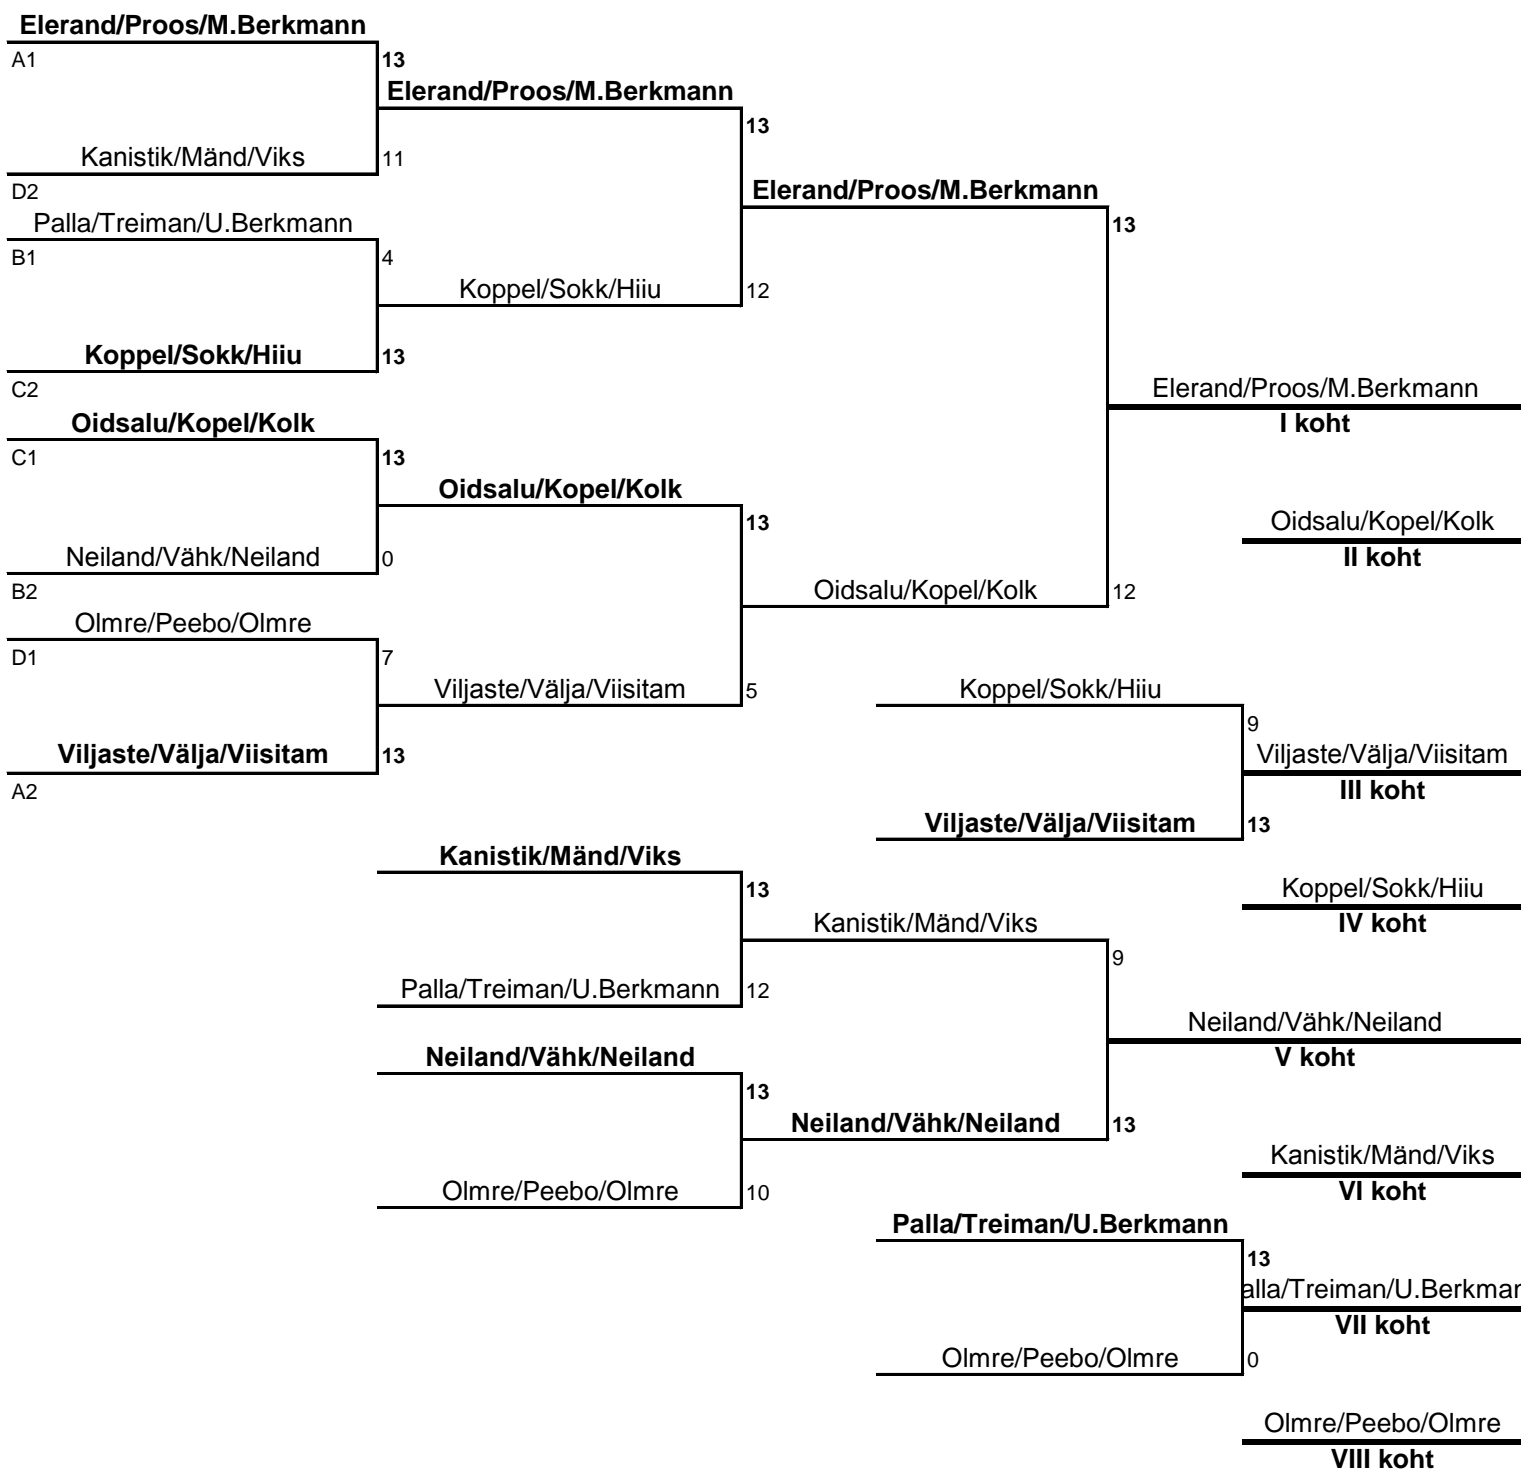 Elerand/Proos/M.Berkmann
A1
13
Elerand/Proos/M.Berkmann
13
Kanistik/Mänd/Viks
11
D2
Elerand/Proos/M.Berkmann
Palla/Treiman/U.Berkmann
13
B1
4
Koppel/Sokk/Hiiu
12
Koppel/Sokk/Hiiu
13
C2
Elerand/Proos/M.Berkmann
I koht
Oidsalu/Kopel/Kolk
C1
13
Oidsalu/Kopel/Kolk
13
Oidsalu/Kopel/Kolk
II koht
Neiland/Vähk/Neiland
0
B2
Oidsalu/Kopel/Kolk
12
Olmre/Peebo/Olmre
D1
7
Viljaste/Välja/Viisitam
5
Koppel/Sokk/Hiiu
9
Viljaste/Välja/Viisitam
13
Viljaste/Välja/Viisitam
III koht
A2
Viljaste/Välja/Viisitam
13
Kanistik/Mänd/Viks
13
Koppel/Sokk/Hiiu
IV koht
Kanistik/Mänd/Viks
9
Palla/Treiman/U.Berkmann
12
Neiland/Vähk/Neiland
V koht
Neiland/Vähk/Neiland
13
Neiland/Vähk/Neiland
13
Kanistik/Mänd/Viks
VI koht
Olmre/Peebo/Olmre
10
Palla/Treiman/U.Berkmann
13
alla/Treiman/U.Berkmar
VII koht
Olmre/Peebo/Olmre
0
Olmre/Peebo/Olmre
VIII koht